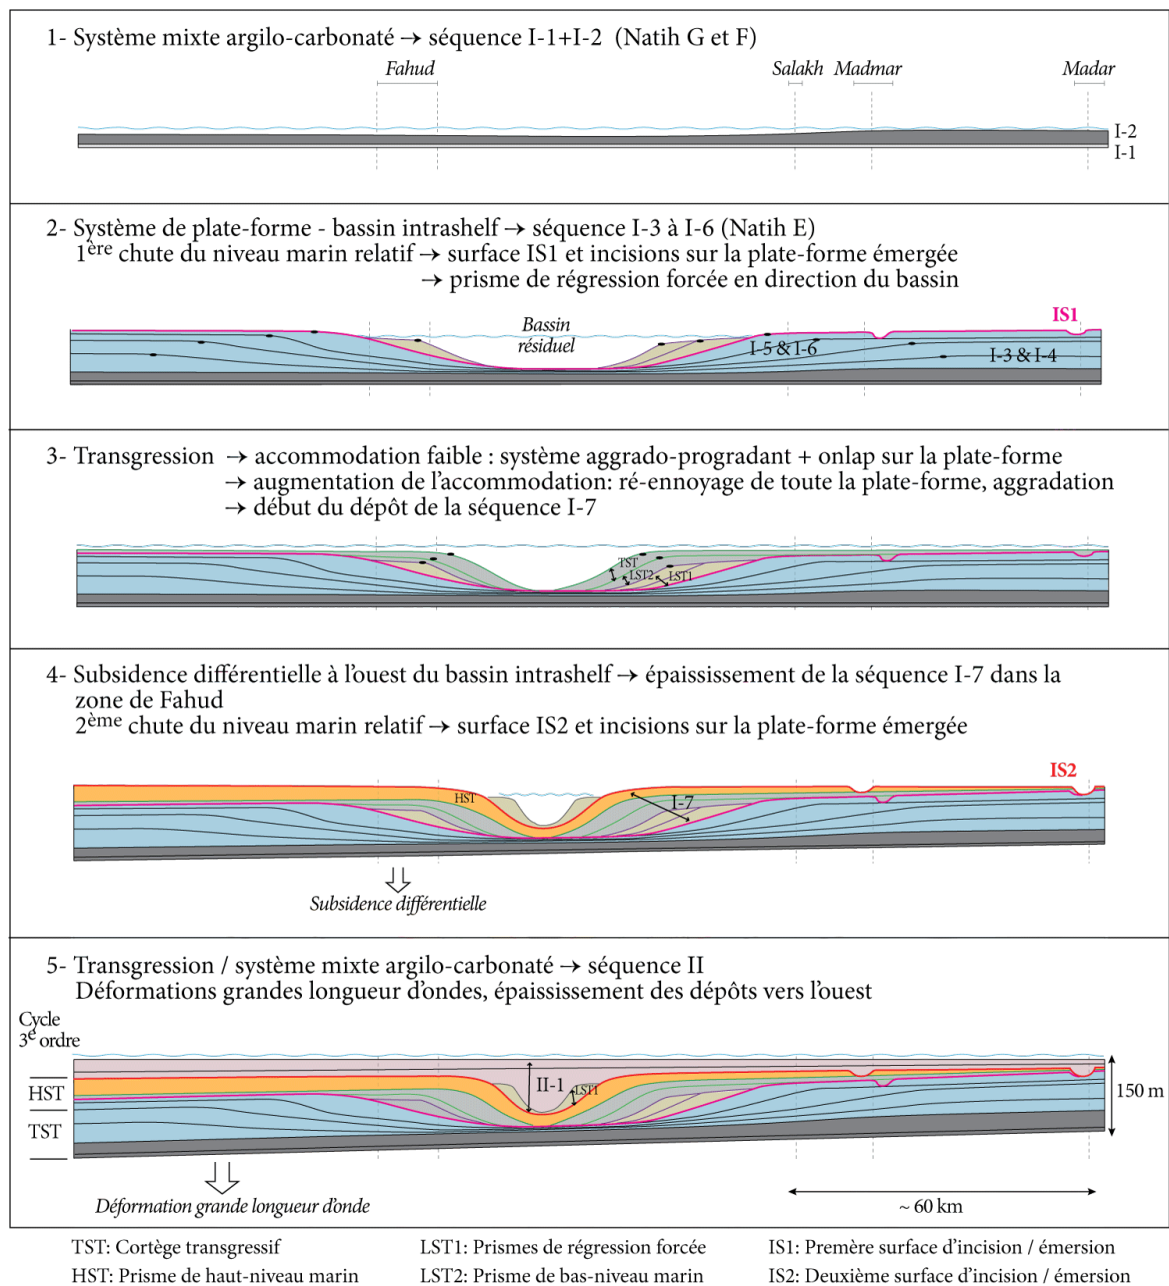 1- Système mixte argilo-carbonaté → séquence I-1+I-2 (Natih G et F)
Fahud
Salakh Madmar
Madar
I-2
I-1
2- Système de plate-forme - bassin intrashelf → séquence I-3 à I-6 (Natih E)
1ère chute du niveau marin relatif → surface IS1 et incisions sur la plate-forme émergée
→ prisme de régression forcée en direction du bassin
Bassin
résiduel
IS1
I-5 & I-6
I-3 & I-4
3- Transgression → accommodation faible : système aggrado-progradant + onlap sur la plate-forme
→ augmentation de l'accommodation: ré-ennoyage de toute la plate-forme, aggradation
→ début du dépôt de la séquence I-7
TST
LST2
LST1
4- Subsidence différentielle à l'ouest du bassin intrashelf → épaississement de la séquence I-7 dans la
zone de Fahud
2ème chute du niveau marin relatif → surface IS2 et incisions sur la plate-forme émergée
IS2
HST
I-7
Subsidence différentielle
5- Transgression / système mixte argilo-carbonaté → séquence II
Déformations grandes longueur d'ondes, épaississement des dépôts vers l'ouest
Cycle
3e ordre
HST
TST
II-1
LST1
150 m
Déformation grande longueur d'onde
~ 60 km
TST: Cortège transgressif
LST1: Prismes de régression forcée
IS1: Premère surface d'incision / émersion
HST: Prisme de haut-niveau marin
LST2: Prisme de bas-niveau marin
IS2: Deuxième surface d'incision / émersion